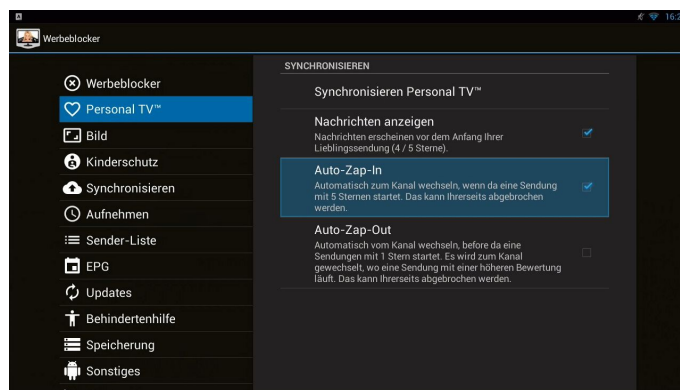 16:2
Werbeblocker
SYNCHRONISIEREN
Werbeblocker
Synchronisieren Personal TV™
Personal TV™
Nachrichten anzeigen
Nachrichten erscheinen vor dem Anfang Ihrer
Lieblingssendung (4 / 5 Sterne).
Bild
Kinderschutz
Auto-Zap-In
Automatisch zum Kanal wechseln, wenn da eine Sendung
mit 5 Sternen startet. Das kann Ihrerseits abgebrochen
werden.
Synchronisieren
Aufnehmen
Auto-Zap-Out
Automatisch vom Kanal wechseln, before da eine
Sendungen mit 1 Stern startet. Es wird zum Kanal
gewechselt, wo eine Sendung mit einer höheren Bewertung
läuft. Das kann Ihrerseits abgebrochen werden.
Sender-Liste
EPG
Updates
Behindertenhilfe
Speicherung
Sonstiges